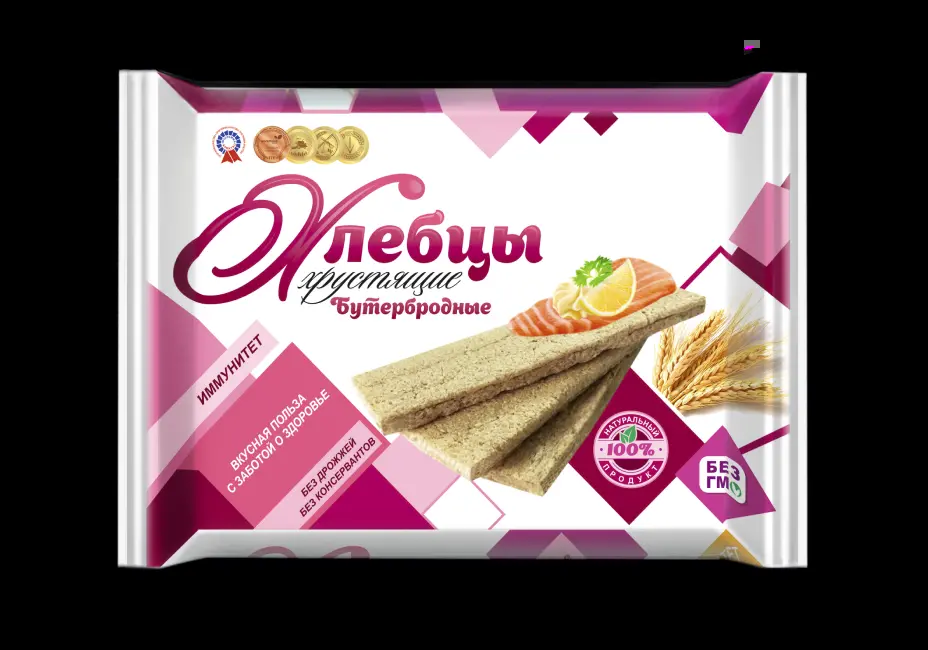 Хлебцы
хрустящие
Бутербродные
ИММУНИТЕТ
ВКУСНАЯ ПОЛЬЗА
С ЗАБОТОЙ О ЗДОРОВЬЕ
БЕЗ ДРОЖЖЕЙ
БЕЗ КОНСЕРВАНТОВ
НАТУРАЛЬНЫЙ
100%
ПРОДУКТ
БЕЗ
ГМО